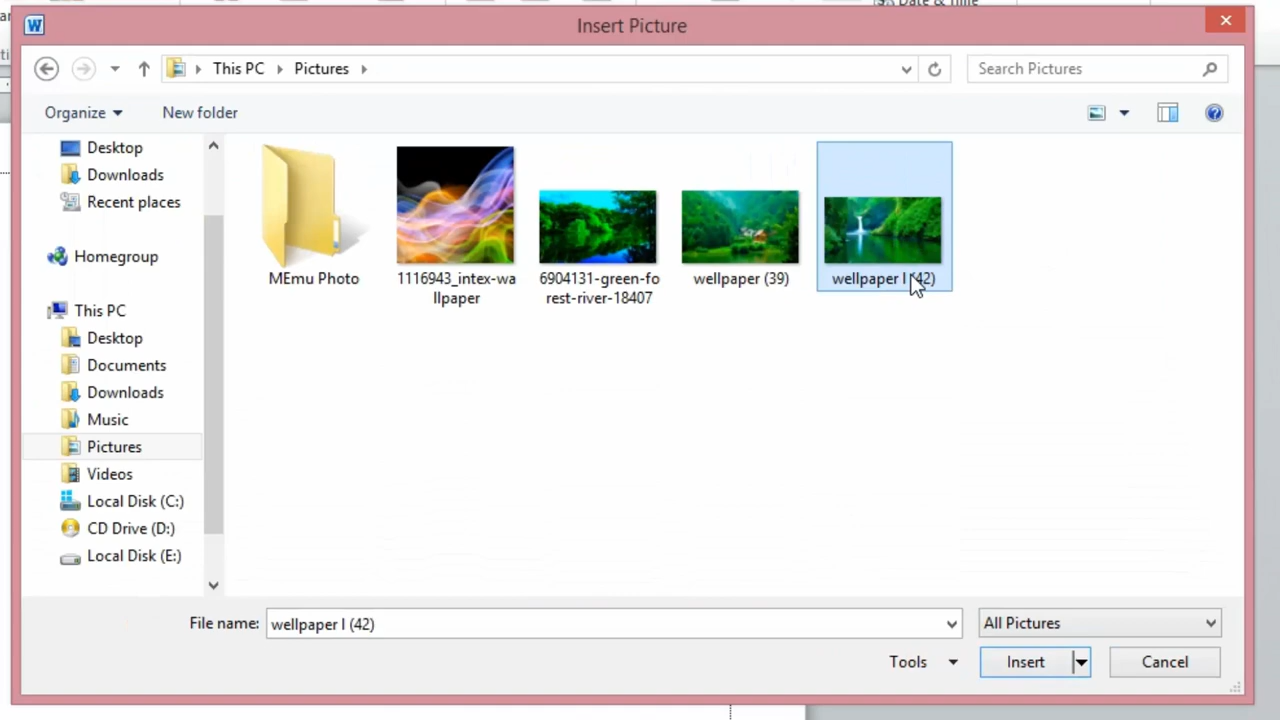 Date & Time
Insert Picture
This PC
Pictures
Search Pictures
Organize
New folder
Desktop
Downloads
Recent places
Homegroup
This PC
Desktop
Documents
Downloads
Music
Pictures
Videos
Local Disk (C:)
CD Drive (D:)
Local Disk (E:)
MEmu Photo
1116943_intex-wa
llpaper
6904131-green-fo
rest-river-18407
wellpaper (39)
wellpaper l (42)
File name:
wellpaper l (42)
All Pictures
Tools
Insert
Cancel